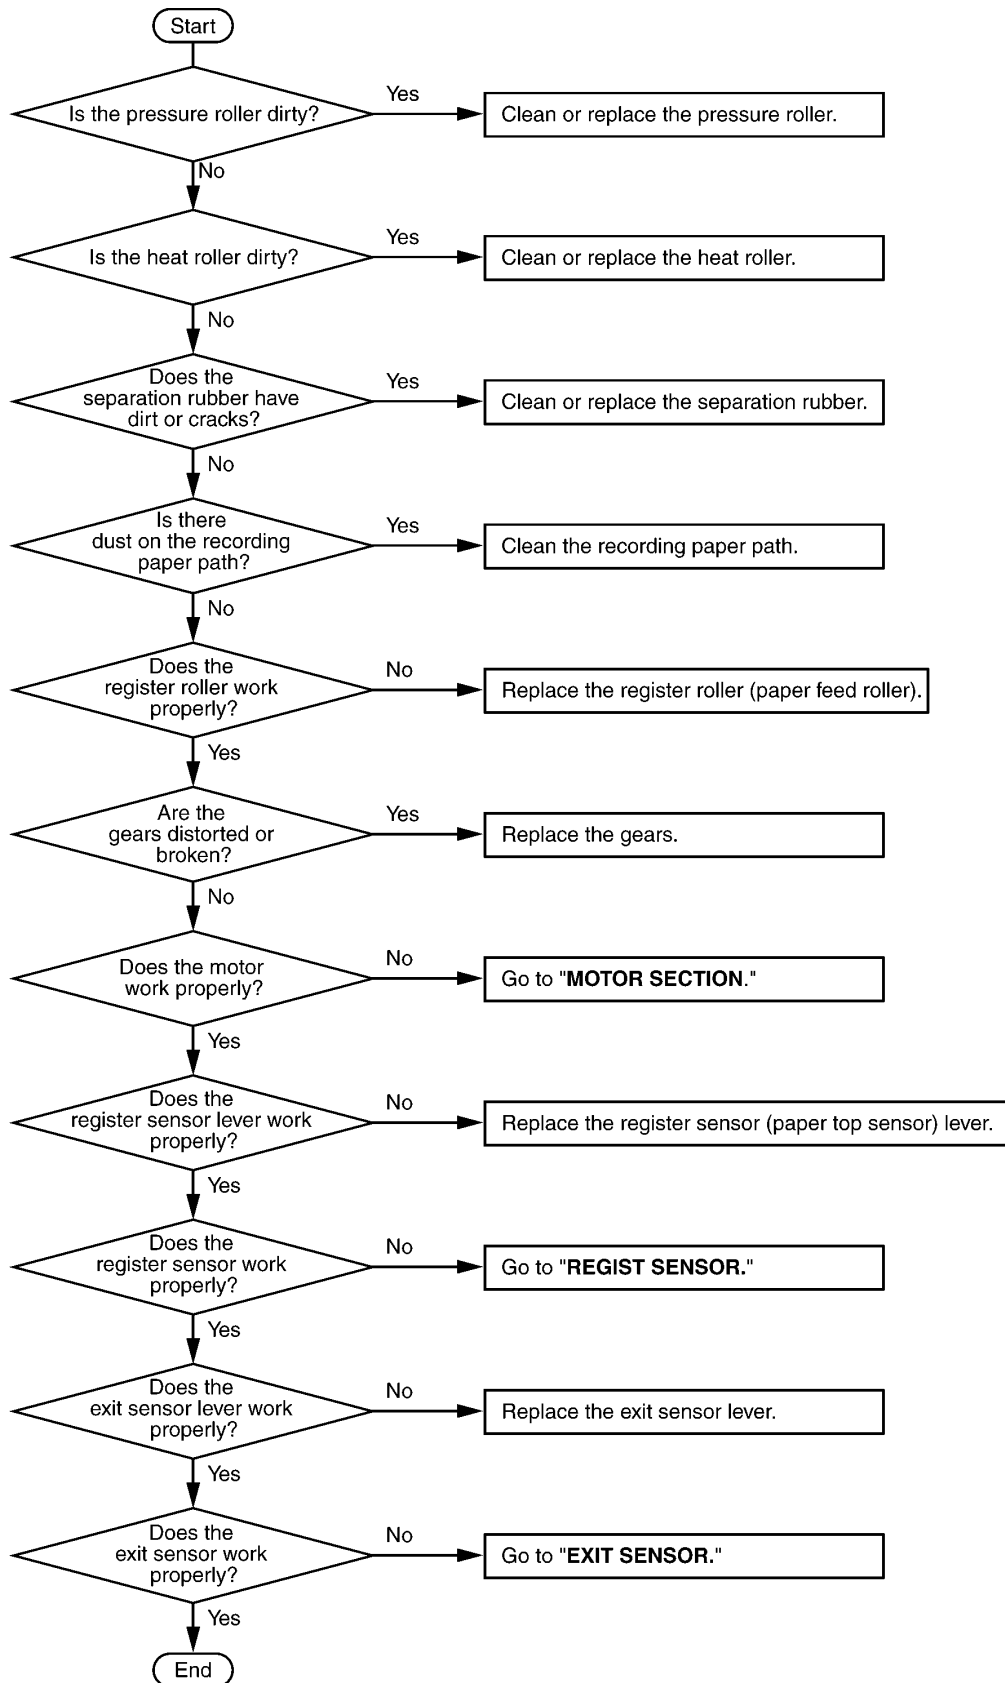 Start
Is the pressure roller dirty?
Yes
Clean or replace the pressure roller.
No
Is the heat roller dirty?
Yes
Clean or replace the heat roller.
No
Does the
separation rubber have
dirt or cracks?
Yes
Clean or replace the separation rubber.
No
Is there
dust on the recording
paper path?
Yes
Clean the recording paper path.
No
Does the
register roller work
properly?
No
Replace the register roller (paper feed roller).
Yes
Are the
gears distorted or
broken?
Yes
Replace the gears.
No
Does the motor
work properly?
No
Go to "MOTOR SECTION."
Yes
Does the
register sensor lever work
properly?
No
Replace the register sensor (paper top sensor) lever.
Yes
Does the
register sensor work
properly?
No
Go to "REGIST SENSOR."
Yes
Does the
exit sensor lever work
properly?
No
Replace the exit sensor lever.
Yes
Does the
exit sensor work
properly?
No
Go to "EXIT SENSOR."
Yes
End